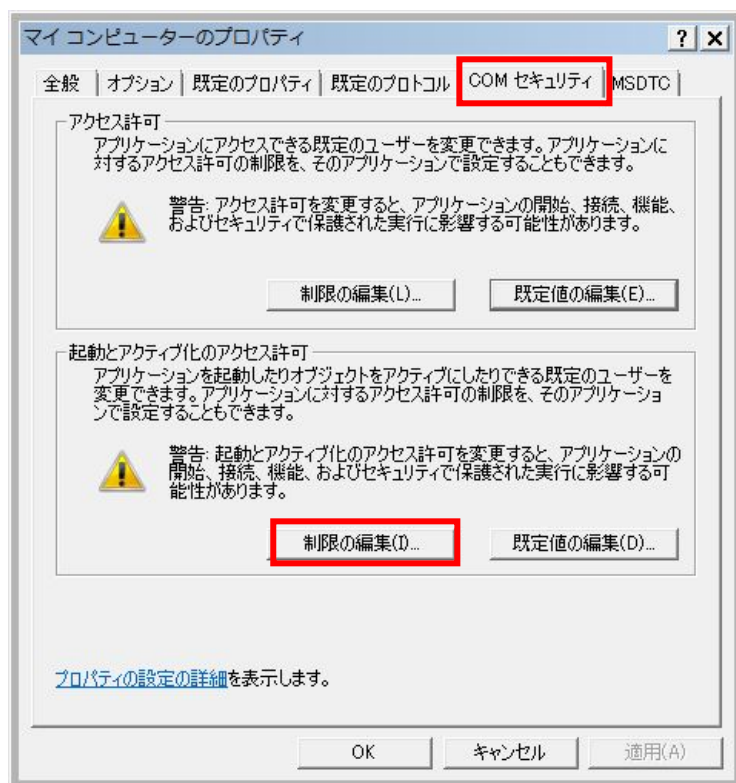 マイ コンピューターのプロパティ
全般 オプション 既定のプロパティ 既定のプロトコル COM セキュリティ MSDTC
アクセス許可
アプリケーションにアクセスできる既定のユーザーを変更できます。アプリケーションに
対するアクセス許可の制限を、そのアプリケーションで設定することもできます。
警告: アクセス許可を変更すると、アプリケーションの開始、接続、機能、
およびセキュリティで保護された実行に影響する可能性があります。
制限の編集(L)... 既定値の編集(E)...
起動とアクティブ化のアクセス許可
アプリケーションを起動したりオブジェクトをアクティブにしたりできる既定のユーザーを
変更できます。アプリケーションに対するアクセス許可の制限を、そのアプリケーショ
ンで設定することもできます。
警告: 起動とアクティブ化のアクセス許可を変更すると、アプリケーションの
開始、接続、機能、およびセキュリティで保護された実行に影響する可
能性があります。
制限の編集(I)... 既定値の編集(D)...
プロパティの設定の詳細を表示します。
OK キャンセル 適用(A)